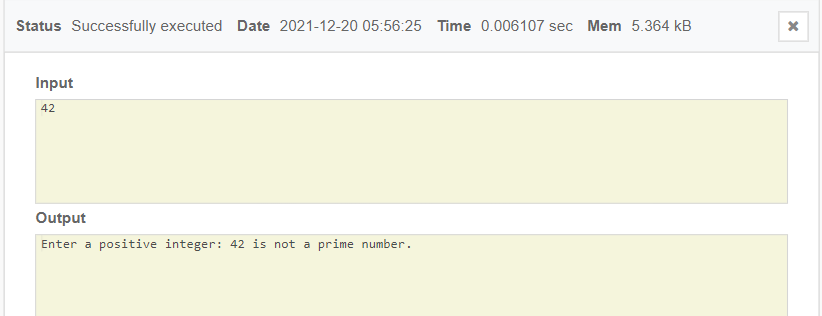 Status Successfully executed Date 2021-12-20 05:56:25 Time 0.006107 sec Mem 5.364 kB
Input
42
Output
Enter a positive integer: 42 is not a prime number.